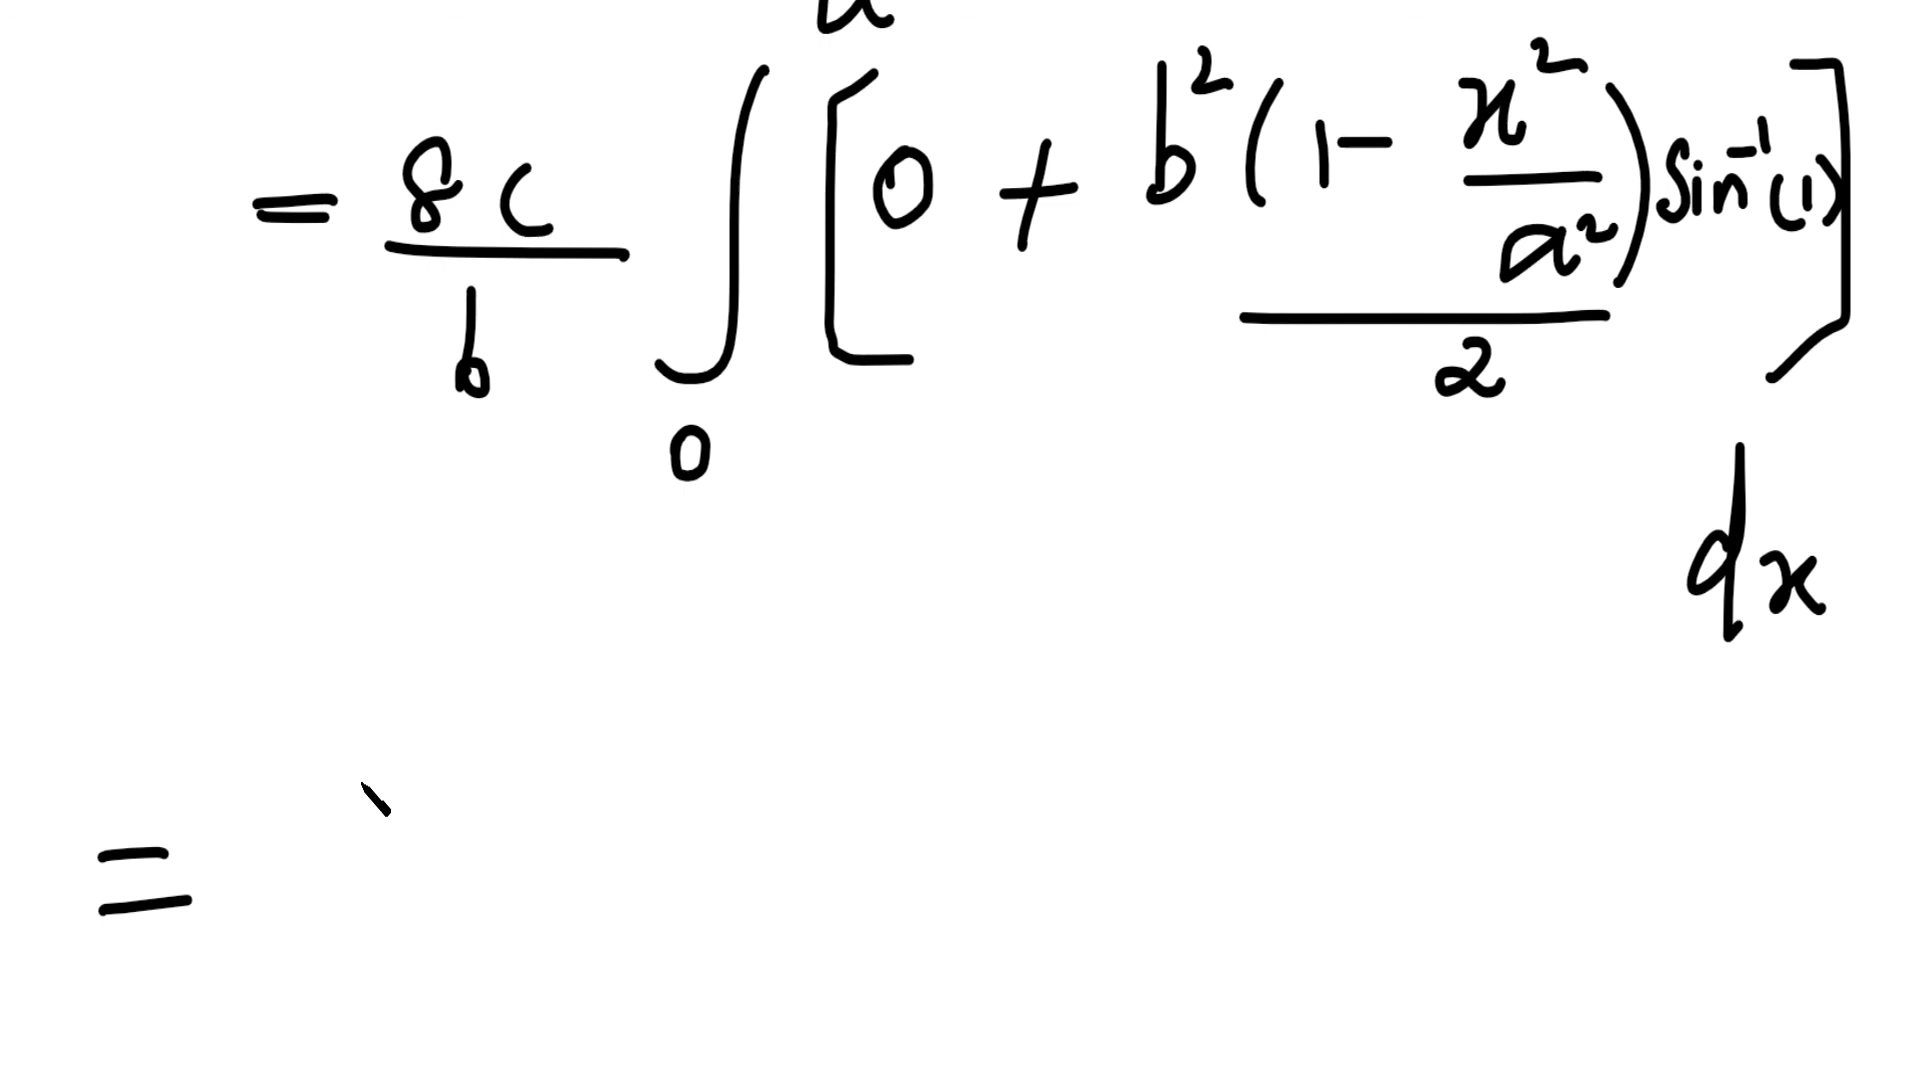 a
= 8c/b ∫₀ [0 + b²(1 - x²/a²)/2 sin⁻¹(1)]
dx
=